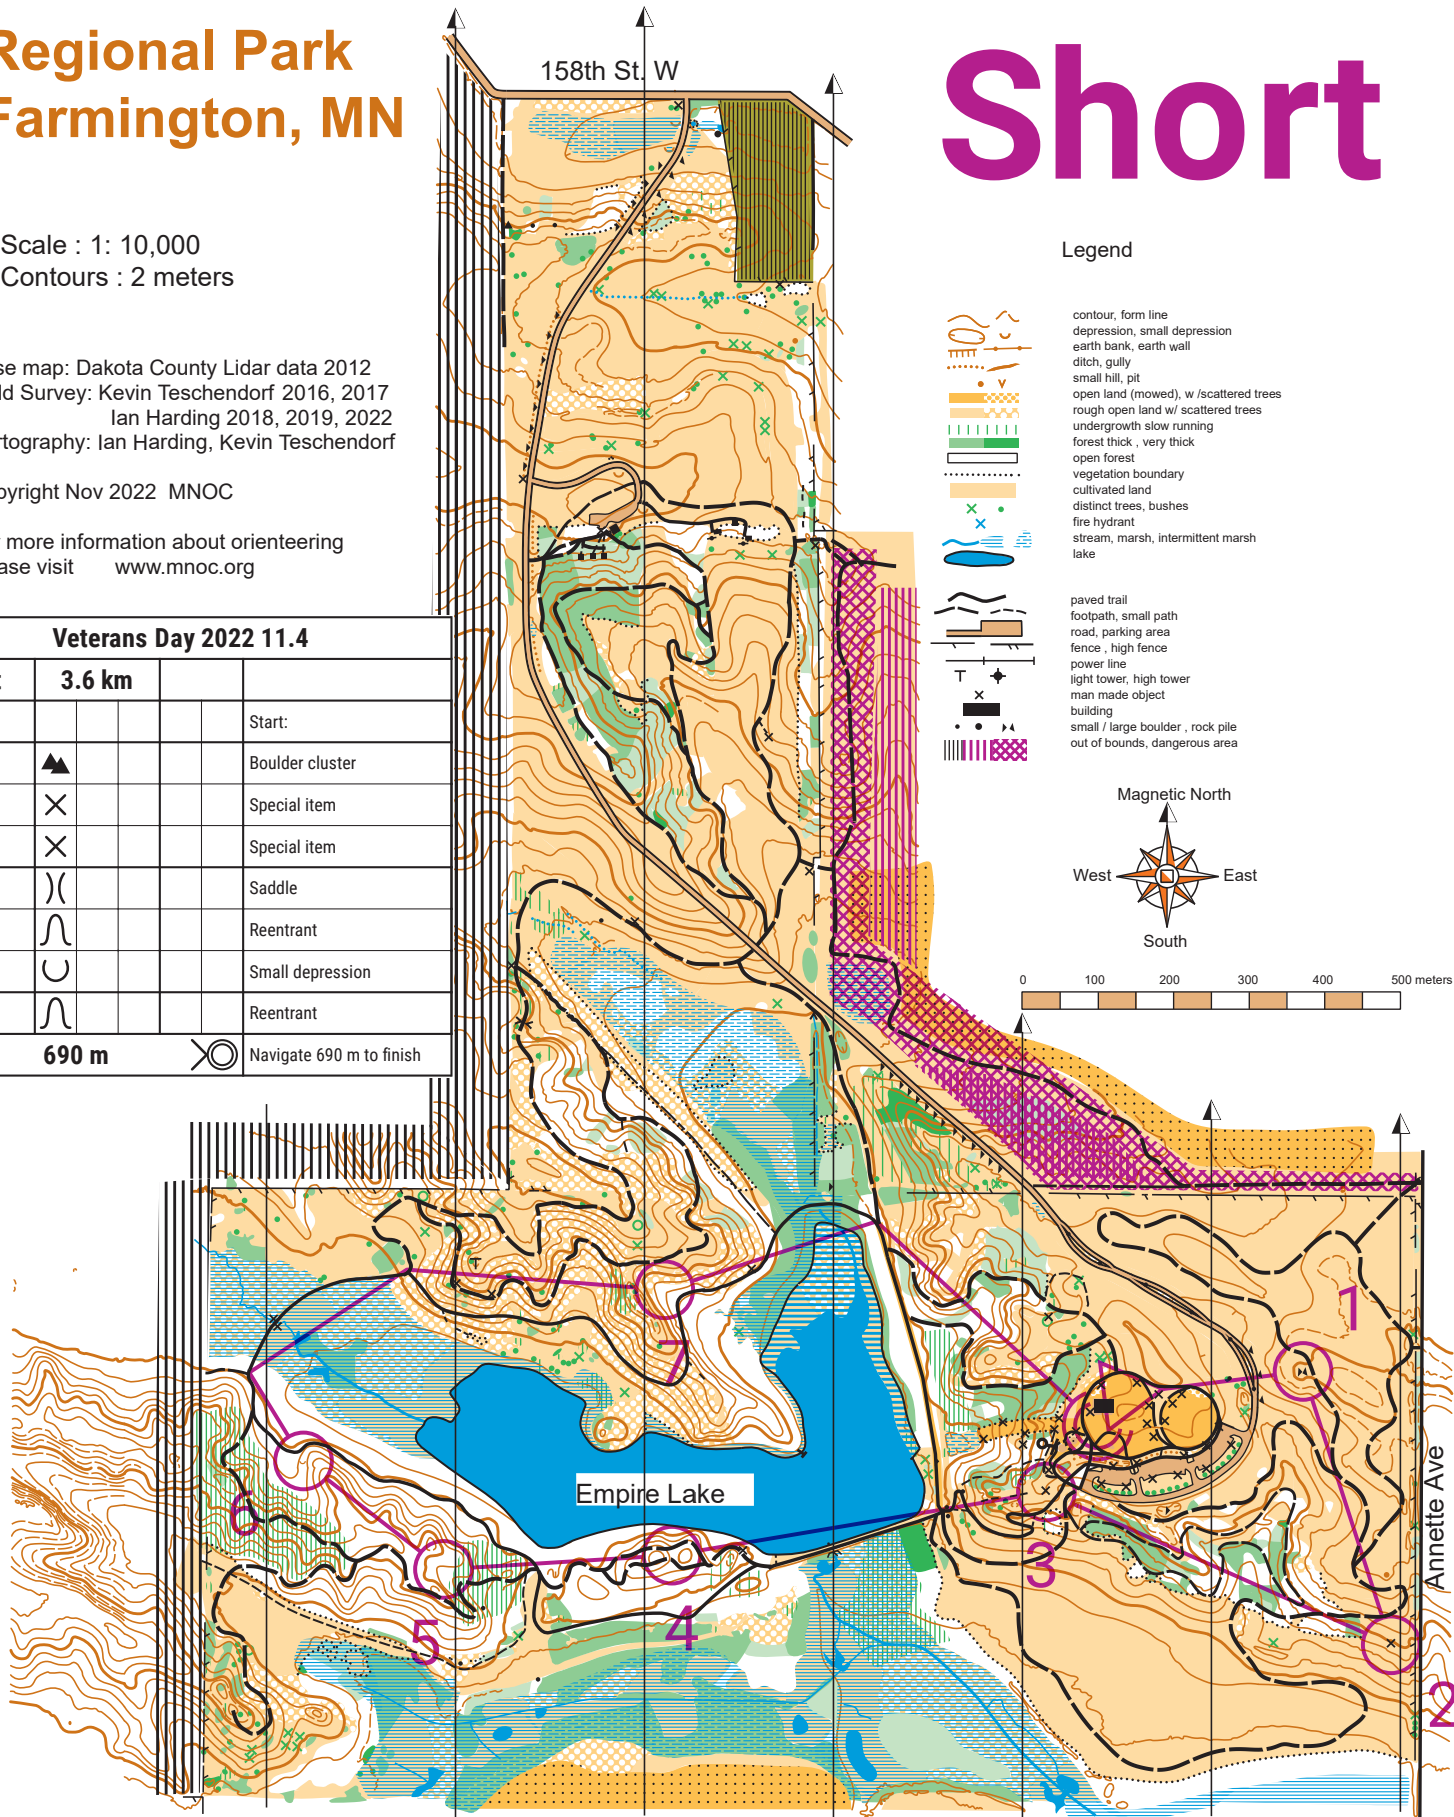 Regional Park
Farmington, MN
158th St. W
Short
Scale : 1: 10,000
Contours : 2 meters
se map: Dakota County Lidar data 2012
ld Survey: Kevin Teschendorf 2016, 2017
Ian Harding 2018, 2019, 2022
rtography: Ian Harding, Kevin Teschendorf
pyright Nov 2022 MNOC
r more information about orienteering
ease visit www.mnoc.org
Veterans Day 2022 11.4
3.6 km
Start:
Boulder cluster
Special item
Special item
Saddle
Reentrant
Small depression
Reentrant
690 m Navigate 690 m to finish
Legend
contour, form line
depression, small depression
earth bank, earth wall
ditch, gully
small hill, pit
open land (mowed), w /scattered trees
rough open land w/ scattered trees
undergrowth slow running
forest thick , very thick
open forest
vegetation boundary
cultivated land
distinct trees, bushes
fire hydrant
stream, marsh, intermittent marsh
lake
paved trail
footpath, small path
road, parking area
fence , high fence
power line
light tower, high tower
man made object
building
small / large boulder , rock pile
out of bounds, dangerous area
Magnetic North
West East
South
0 100 200 300 400 500 meters
1
7
Empire Lake
6
3
Annette Ave
4
5
2